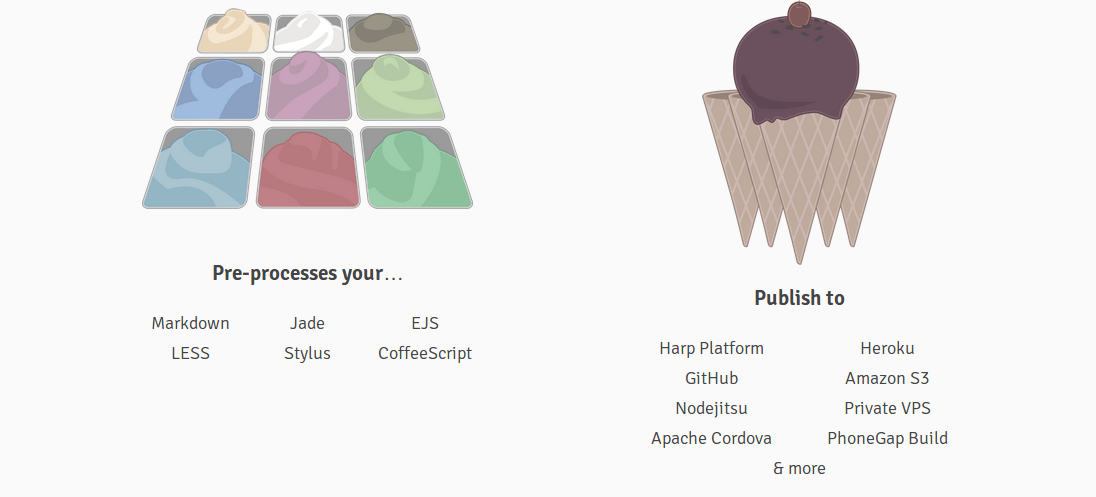 Pre-processes your...
Markdown Jade EJS
LESS Stylus CoffeeScript
Publish to
Harp Platform Heroku
GitHub Amazon S3
Nodejitsu Private VPS
Apache Cordova PhoneGap Build
& more